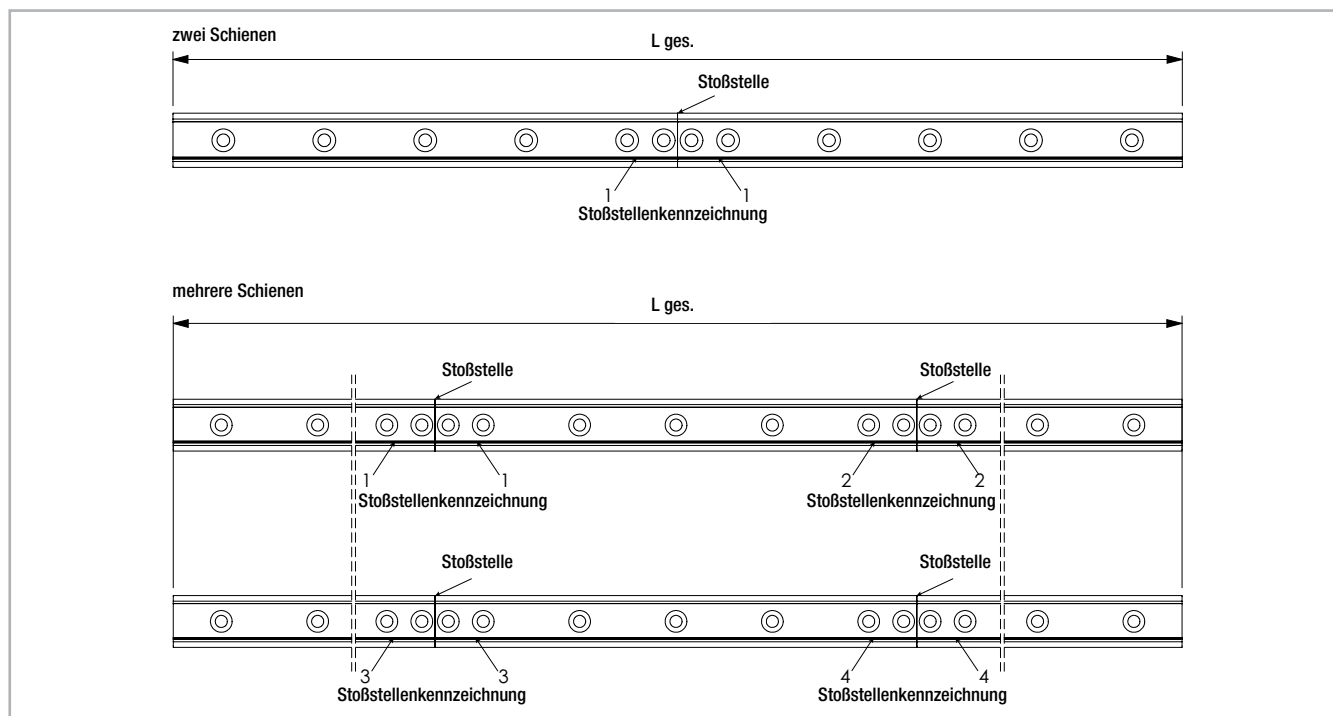 zwei Schienen
L ges.
Stoßstelle
1 1
Stoßstellenkennzeichnung
mehrere Schienen
L ges.
Stoßstelle Stoßstelle
1 1 2 2
Stoßstellenkennzeichnung Stoßstellenkennzeichnung
Stoßstelle Stoßstelle
3 3 4 4
Stoßstellenkennzeichnung Stoßstellenkennzeichnung